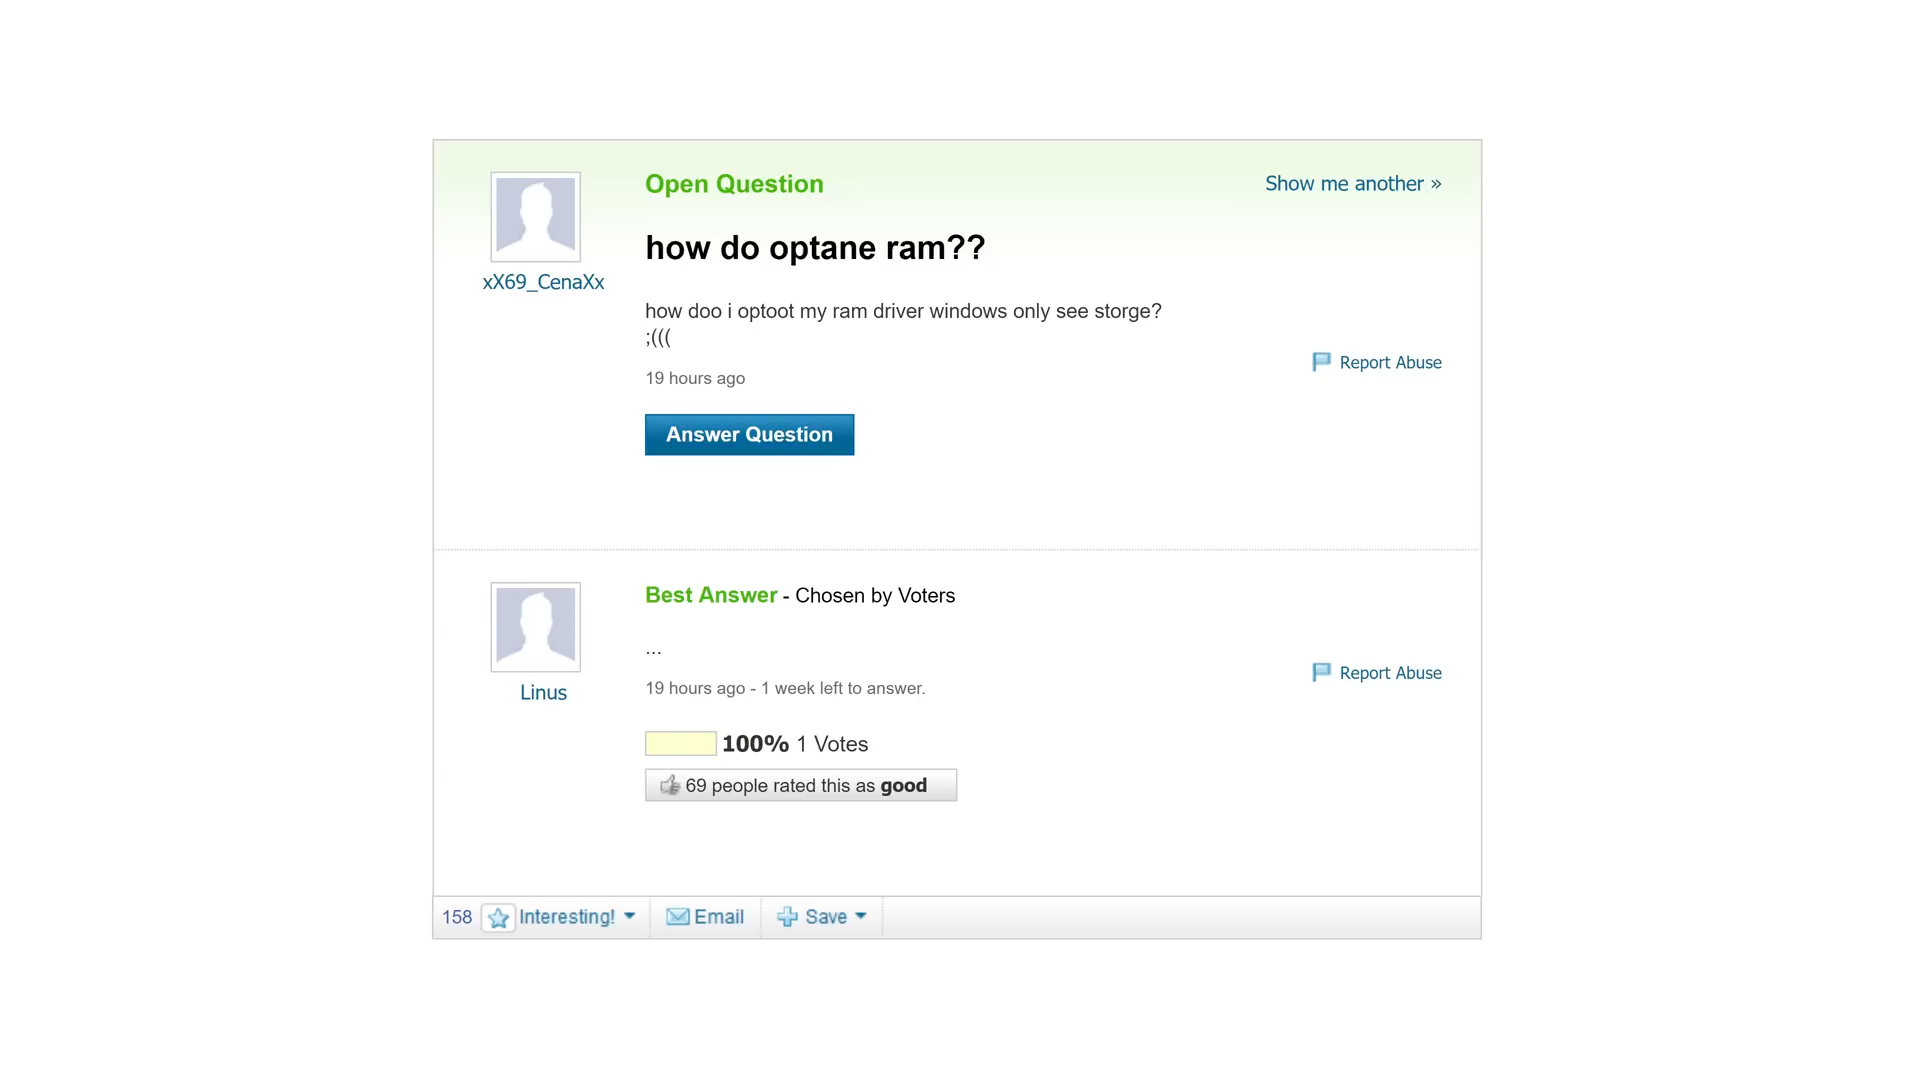 Open Question
Show me another »
how do optane ram??
xX69_CenaXx
how doo i optoot my ram driver windows only see storge?
;(((
Report Abuse
19 hours ago
Answer Question
Best Answer - Chosen by Voters
...
Report Abuse
Linus
19 hours ago - 1 week left to answer.
100% 1 Votes
69 people rated this as good
158 Interesting! Email Save